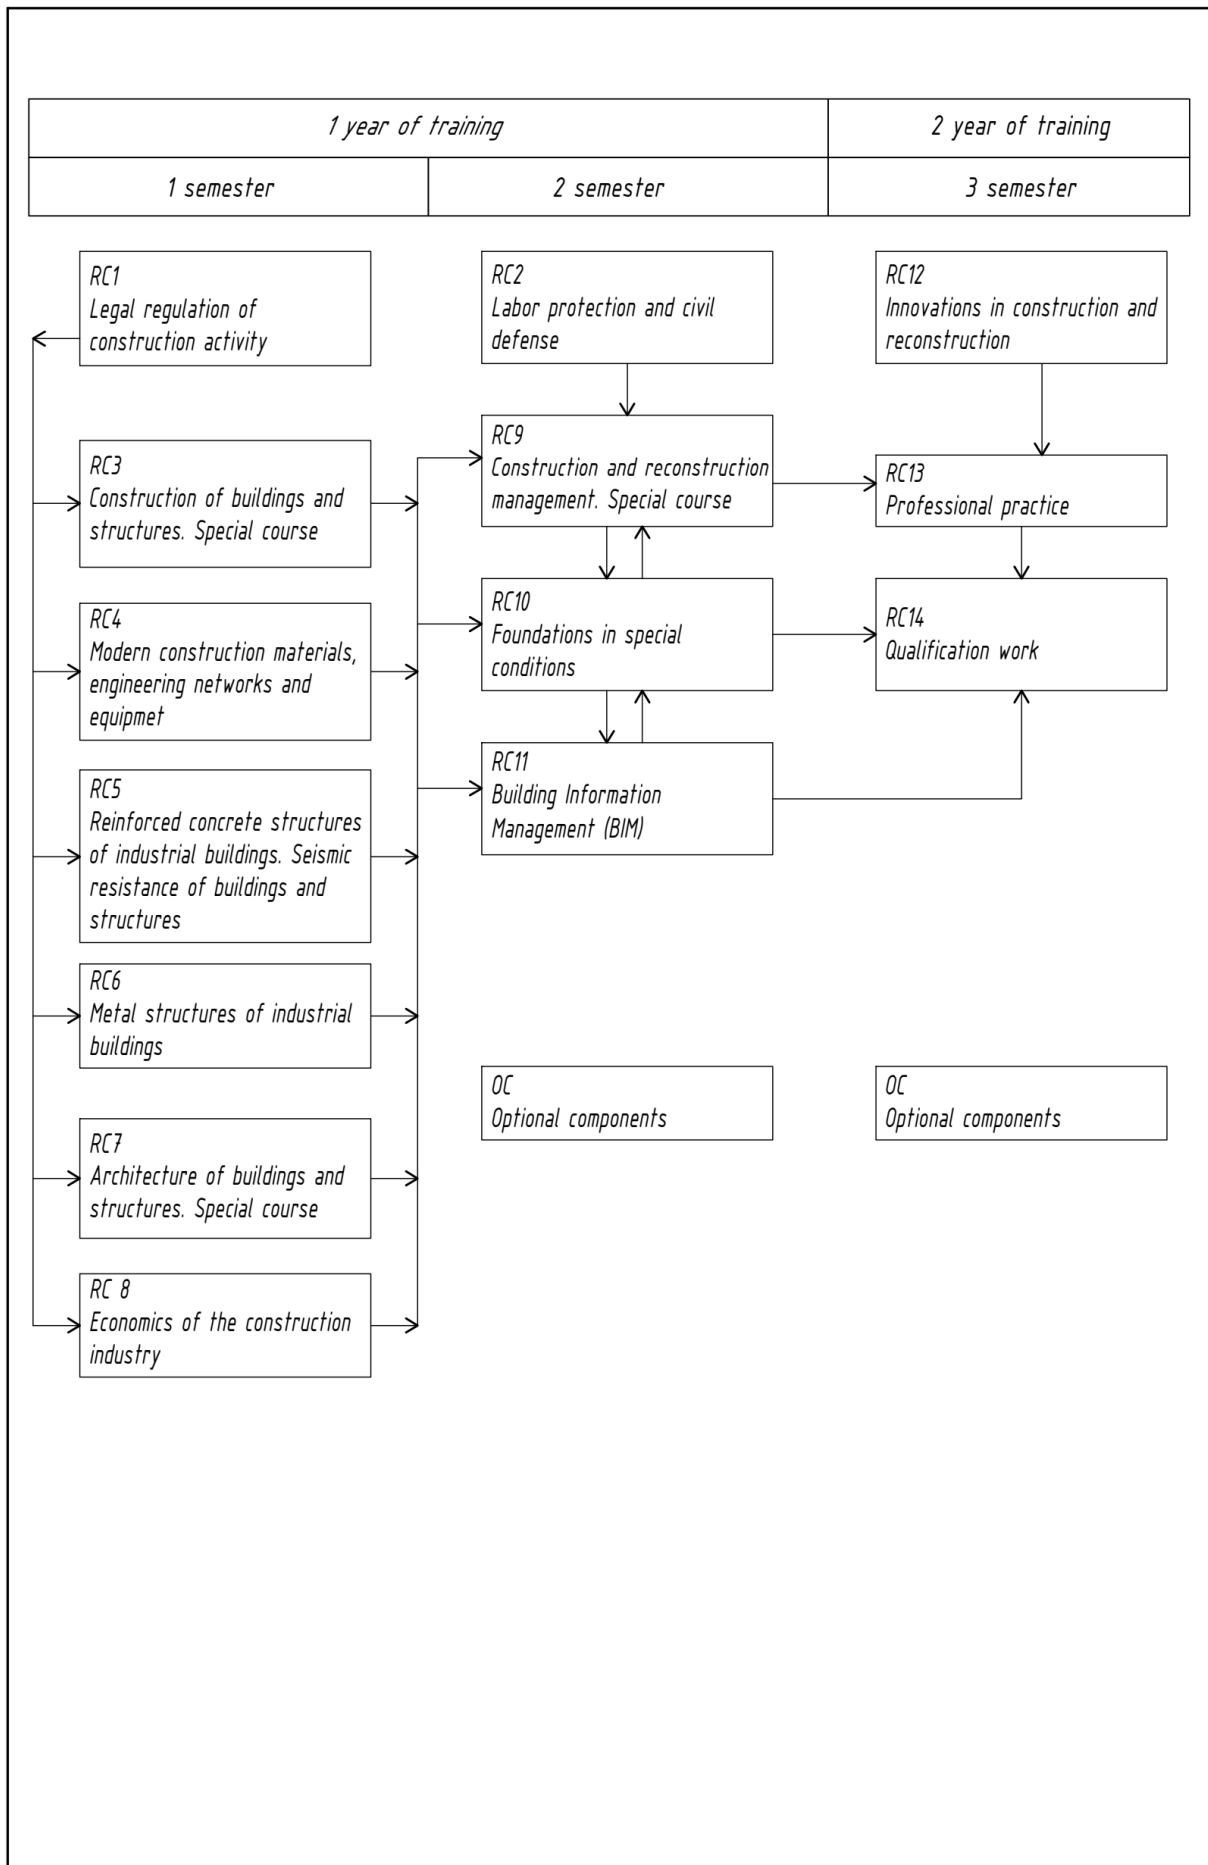 1 year of training
2 year of training
1 semester
2 semester
3 semester
RC1
Legal regulation of
construction activity
RC3
Construction of buildings and
structures. Special course
RC4
Modern construction materials,
engineering networks and
equipmet
RC5
Reinforced concrete structures
of industrial buildings. Seismic
resistance of buildings and
structures
RC6
Metal structures of industrial
buildings
RC7
Architecture of buildings and
structures. Special course
RC 8
Economics of the construction
industry
RC2
Labor protection and civil
defense
RC9
Construction and reconstruction
management. Special course
RC10
Foundations in special
conditions
RC11
Building Information
Management (BIM)
OC
Optional components
RC12
Innovations in construction and
reconstruction
RC13
Professional practice
RC14
Qualification work
OC
Optional components